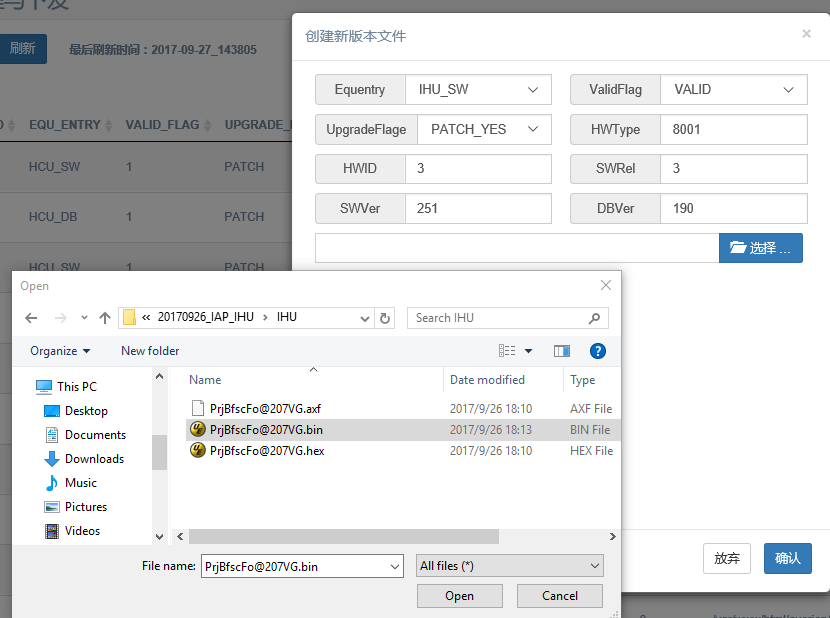 理与下发
创建新版本文件 ×
刷新 最后刷新时间：2017-09-27_143805
EQU_ENTRY VALID_FLAG UPGRADE_
HCU_SW 1 PATCH
HCU_DB 1 PATCH
HCU_SW 1 PATCH
Equentry IHU_SW ValidFlag VALID
UpgradeFlage PATCH_YES HWType 8001
HWID 3 SWRel 3
SWVer 251 DBVer 190
选择 ...
Open
« 20170926_IAP_IHU › IHU Search IHU
Organize New folder ?
This PC
Desktop
Documents
Downloads
Music
Pictures
Videos
Name Date modified Type
PrjBfscFo@207VG.axf 2017/9/26 18:10 AXF File
PrjBfscFo@207VG.bin 2017/9/26 18:13 BIN File
PrjBfscFo@207VG.hex 2017/9/26 18:10 HEX File
File name: PrjBfscFo@207VG.bin All files (*)
Open Cancel
放弃 确认